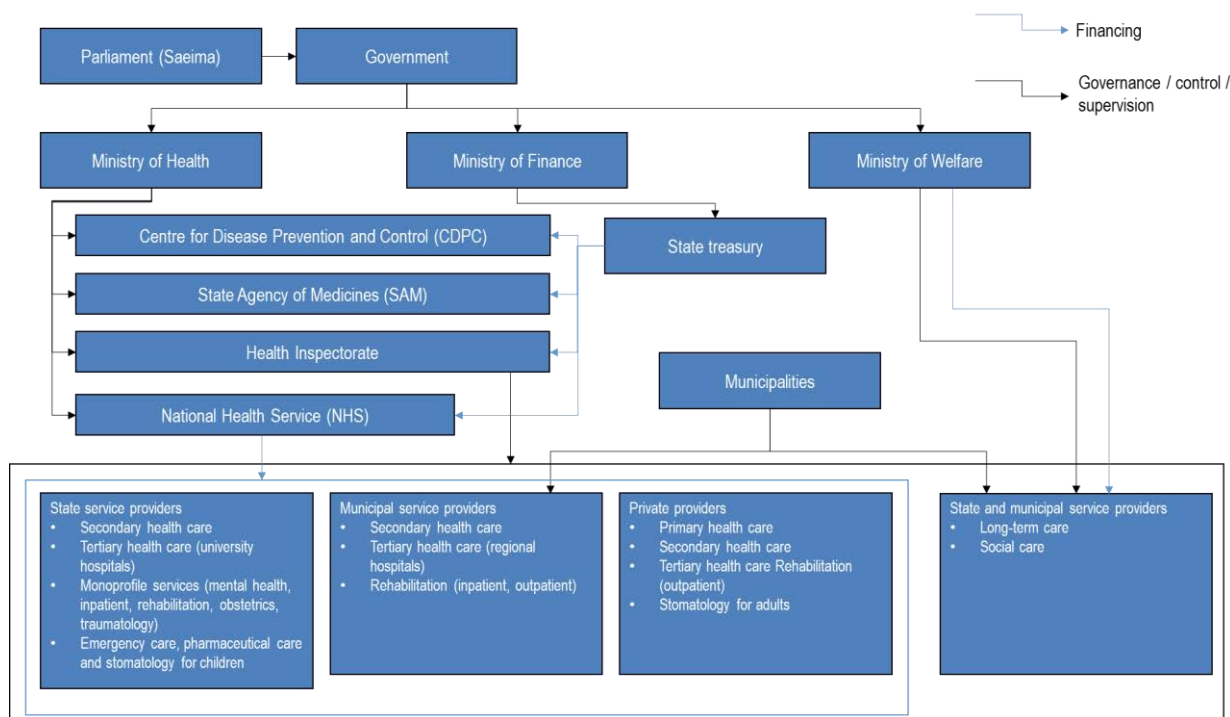 Parliament (Saeima)
Government
Financing
Governance / control /
supervision
Ministry of Health
Ministry of Finance
Ministry of Welfare
Centre for Disease Prevention and Control (CDPC)
State treasury
State Agency of Medicines (SAM)
Health Inspectorate
Municipalities
National Health Service (NHS)
State service providers
• Secondary health care
• Tertiary health care (university
hospitals)
• Monoprofile services (mental health,
inpatient, rehabilitation, obstetrics,
traumatology)
• Emergency care, pharmaceutical care
and stomatology for children
Municipal service providers
• Secondary health care
• Tertiary health care (regional
hospitals)
• Rehabilitation (inpatient, outpatient)
Private providers
• Primary health care
• Secondary health care
• Tertiary health care Rehabilitation
(outpatient)
• Stomatology for adults
State and municipal service providers
• Long-term care
• Social care